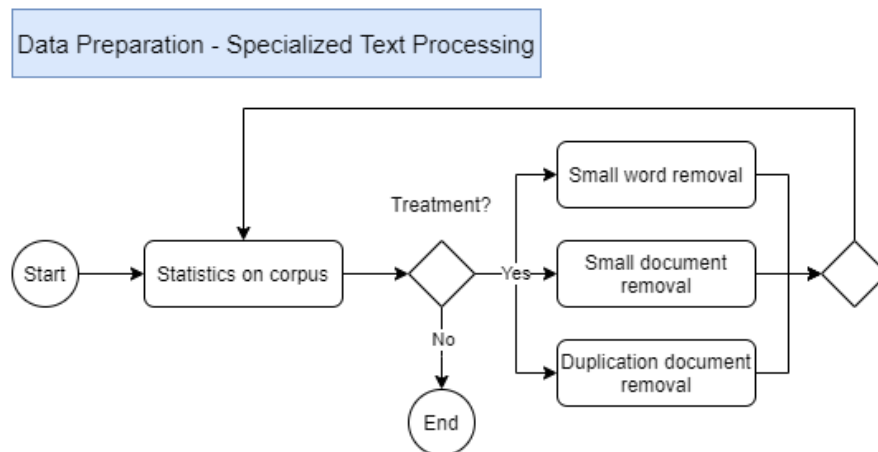 Data Preparation - Specialized Text Processing
Treatment?
Small word removal
Start
Statistics on corpus
Yes
Small document
removal
No
Duplication document
removal
End